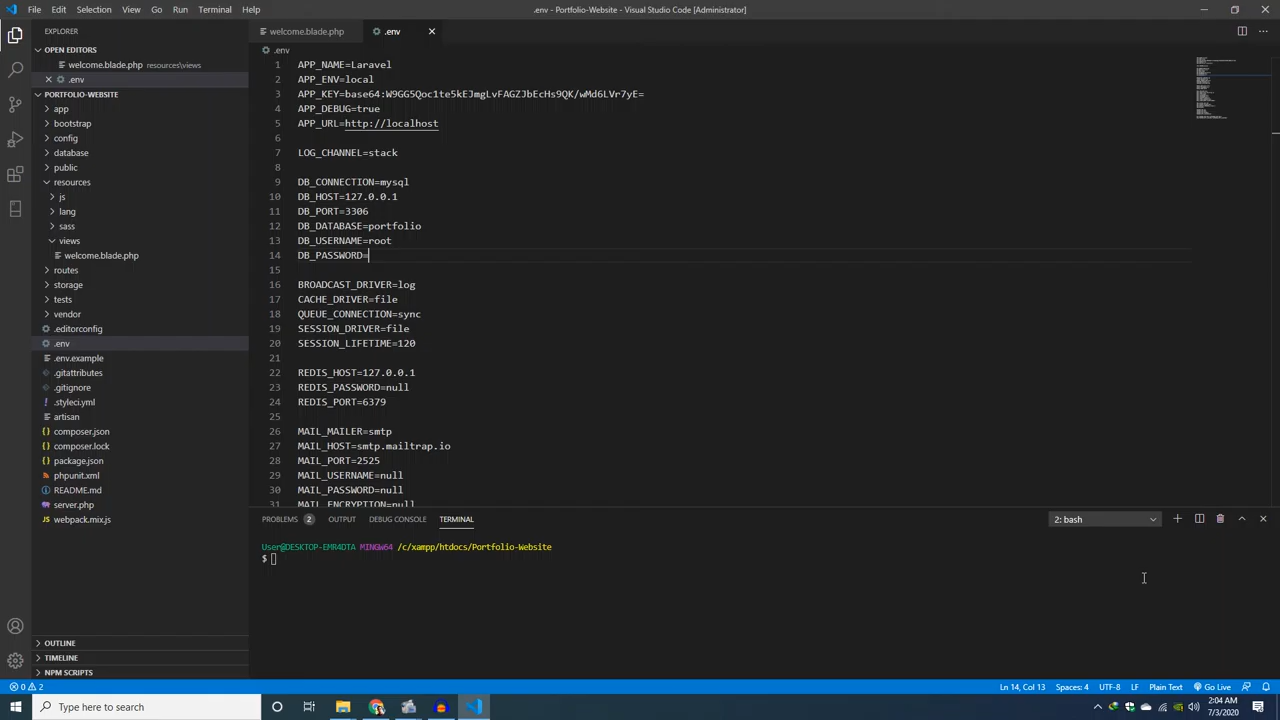 File Edit Selection View Go Run Terminal Help
.env - Portfolio-Website - Visual Studio Code [Administrator]
EXPLORER
OPEN EDITORS
welcome.blade.php resources\views
.env
PORTFOLIO-WEBSITE
app
bootstrap
config
database
public
resources
js
lang
sass
views
welcome.blade.php
routes
storage
tests
vendor
.editorconfig
.env
.env.example
.gitattributes
.gitignore
.styleci.yml
artisan
composer.json
composer.lock
package.json
phpunit.xml
README.md
server.php
webpack.mix.js
OUTLINE
TIMELINE
NPM SCRIPTS
welcome.blade.php .env
.env
1 APP_NAME=Laravel
2 APP_ENV=local
3 APP_KEY=base64:W9GG5Qoc1te5kEJmgLvFAGZJbEcHs9QK/wMd6LVr7yE=
4 APP_DEBUG=true
5 APP_URL=http://localhost
6
7 LOG_CHANNEL=stack
8
9 DB_CONNECTION=mysql
10 DB_HOST=127.0.0.1
11 DB_PORT=3306
12 DB_DATABASE=portfolio
13 DB_USERNAME=root
14 DB_PASSWORD=
15
16 BROADCAST_DRIVER=log
17 CACHE_DRIVER=file
18 QUEUE_CONNECTION=sync
19 SESSION_DRIVER=file
20 SESSION_LIFETIME=120
21
22 REDIS_HOST=127.0.0.1
23 REDIS_PASSWORD=null
24 REDIS_PORT=6379
25
26 MAIL_MAILER=smtp
27 MAIL_HOST=smtp.mailtrap.io
28 MAIL_PORT=2525
29 MAIL_USERNAME=null
30 MAIL_PASSWORD=null
31 MAIL_ENCRYPTION=null
PROBLEMS 2 OUTPUT DEBUG CONSOLE TERMINAL 2: bash
User@DESKTOP-EMR4DTA MINGW64 /c/xampp/htdocs/Portfolio-Website
$
0 2 Ln 14, Col 13 Spaces: 4 UTF-8 LF Plain Text Go Live
Type here to search
2:04 AM
7/3/2020